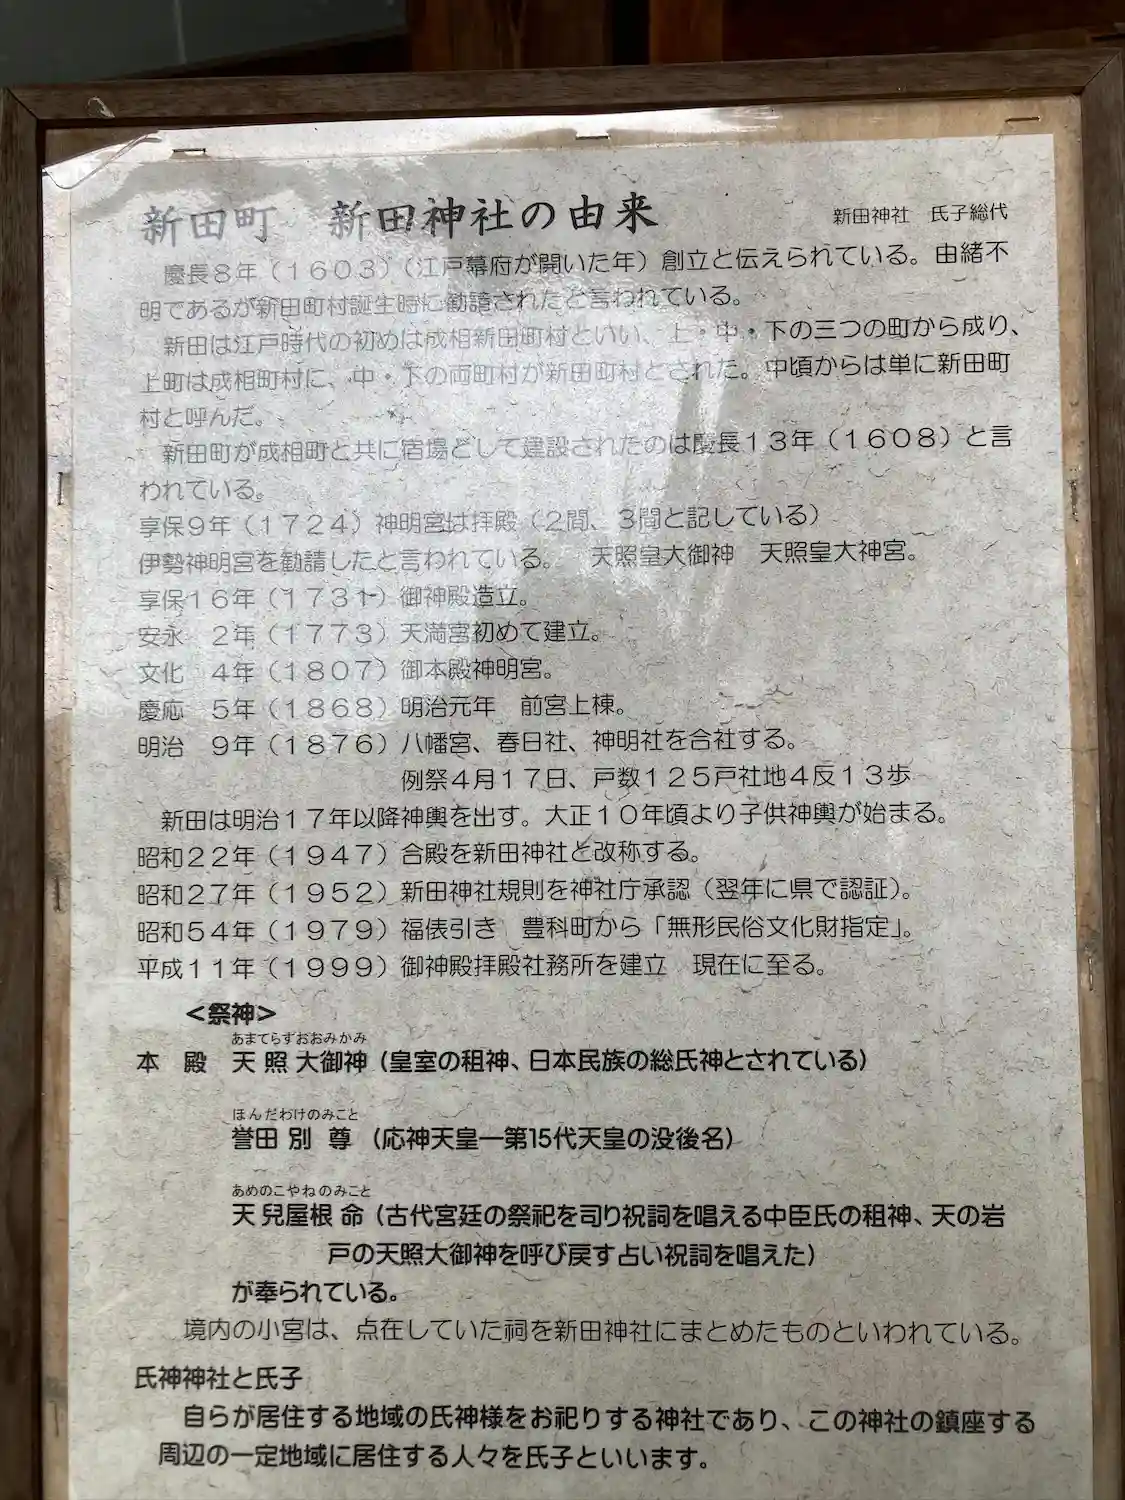 新田町　新田神社の由来
新田神社　氏子総代
慶長８年（１６０３）（江戸幕府が開いた年）創立と伝えられている。由緒不
明であるが新田町村誕生時に勧請されたと言われている。
新田は江戸時代の初めは成相新田町村といい、上・中・下の三つの町から成り、
上町は成相町村に、中・下の両町村が新田町村とされた。中頃からは単に新田町
村と呼んだ。
新田町が成相町と共に宿場として建設されたのは慶長１３年（１６０８）と言
われている。
享保９年（１７２４）神明宮は拝殿（２間、３間と記している）
伊勢神明宮を勧請したと言われている。　天照皇大御神　天照皇大神宮。
享保１６年（１７３１）御神殿造立。
安永　２年（１７７３）天満宮初めて建立。
文化　４年（１８０７）御本殿神明宮。
慶応　５年（１８６８）明治元年　前宮上棟。
明治　９年（１８７６）八幡宮、春日社、神明社を合社する。
例祭４月１７日、戸数１２５戸社地４反１３歩
新田は明治１７年以降神輿を出す。大正１０年頃より子供神輿が始まる。
昭和２２年（１９４７）合殿を新田神社と改称する。
昭和２７年（１９５２）新田神社規則を神社庁承認（翌年に県で認証）。
昭和５４年（１９７９）福俵引き　豊科町から「無形民俗文化財指定」。
平成１１年（１９９９）御神殿拝殿社務所を建立　現在に至る。
＜祭神＞
あまてらずおおみかみ
本　殿　天 照 大御神（皇室の祖神、日本民族の総氏神とされている）
ほんだわけのみこと
誉田 別 尊 （応神天皇―第15代天皇の没後名）
あめのこやねのみこと
天 兒屋根 命（古代宮廷の祭祀を司り祝詞を唱える中臣氏の祖神、天の岩
戸の天照大御神を呼び戻す占い祝詞を唱えた）
が奉られている。
境内の小宮は、点在していた祠を新田神社にまとめたものといわれている。
氏神神社と氏子
自らが居住する地域の氏神様をお祀りする神社であり、この神社の鎮座する
周辺の一定地域に居住する人々を氏子といいます。